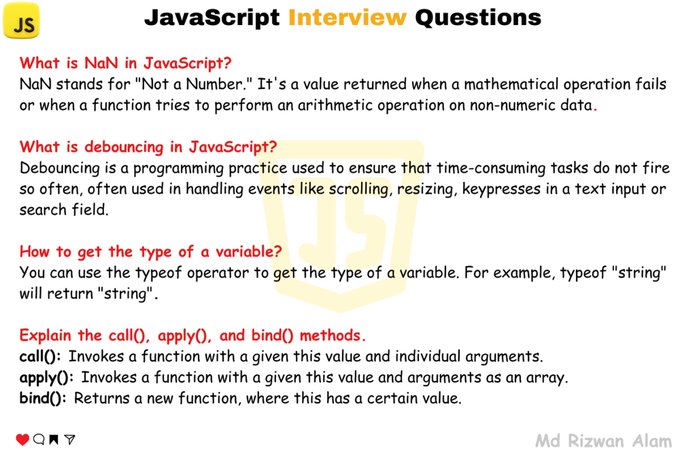 JS
JavaScript Interview Questions
What is NaN in JavaScript?
NaN stands for "Not a Number." It's a value returned when a mathematical operation fails
or when a function tries to perform an arithmetic operation on non-numeric data.
What is debouncing in JavaScript?
Debouncing is a programming practice used to ensure that time-consuming tasks do not fire
so often, often used in handling events like scrolling, resizing, keypresses in a text input or
search field.
JS
How to get the type of a variable?
You can use the typeof operator to get the type of a variable. For example, typeof "string"
will return "string".
Explain the call(), apply(), and bind() methods.
call(): Invokes a function with a given this value and individual arguments.
apply(): Invokes a function with a given this value and arguments as an array.
bind(): Returns a new function, where this has a certain value.
Md Rizwan Alam